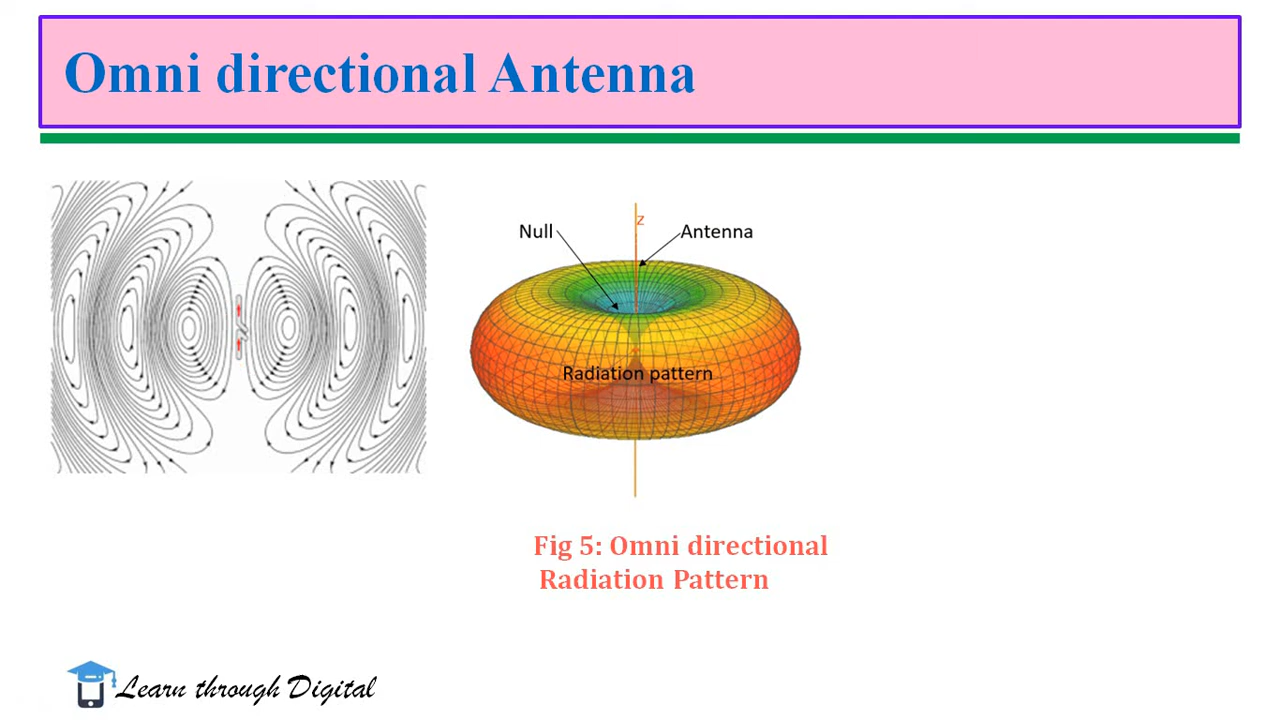 Omni directional Antenna
z
Null
Antenna
Radiation pattern
Fig 5: Omni directional
Radiation Pattern
Learn through Digital